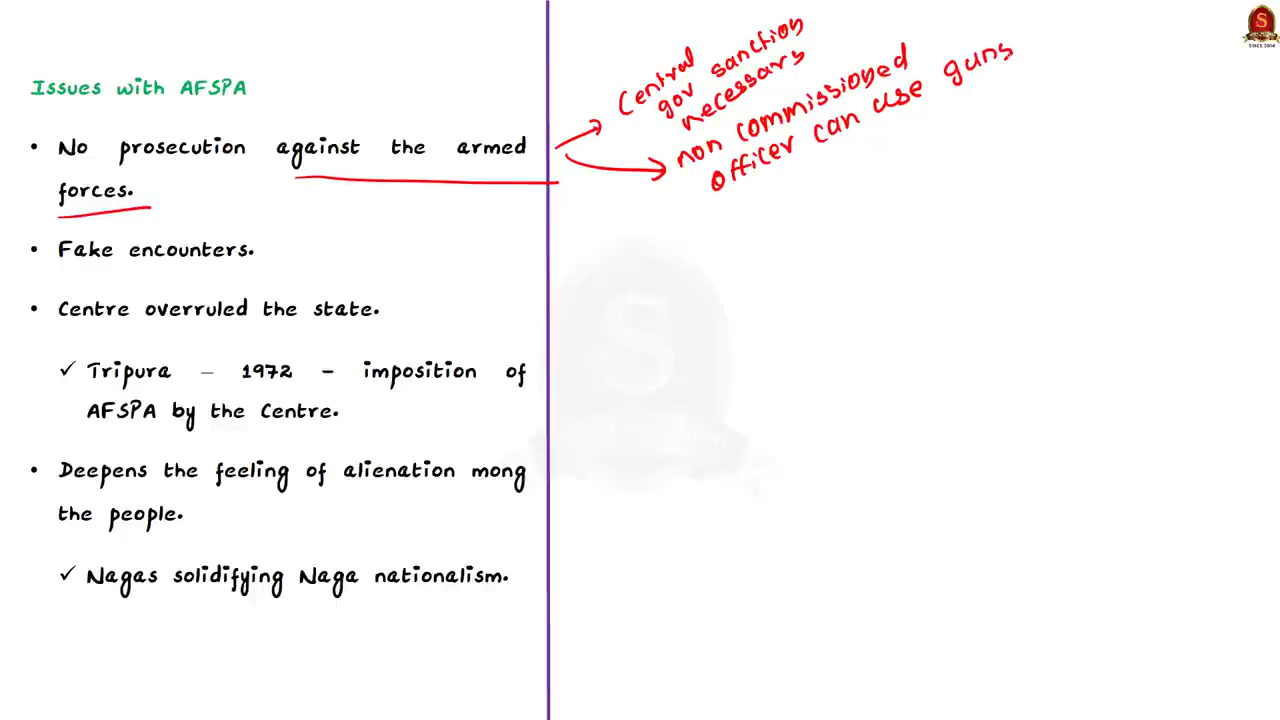 Issues with AFSPA
• No prosecution against the armed
forces.
• Fake encounters.
• Centre overruled the state.
✓ Tripura – 1972 - imposition of
AFSPA by the Centre.
• Deepens the feeling of alienation mong
the people.
✓ Nagas solidifying Naga nationalism.
Central
gov sanction
necessary
non commissioned
officer can use guns
S
SINCE 2004
S